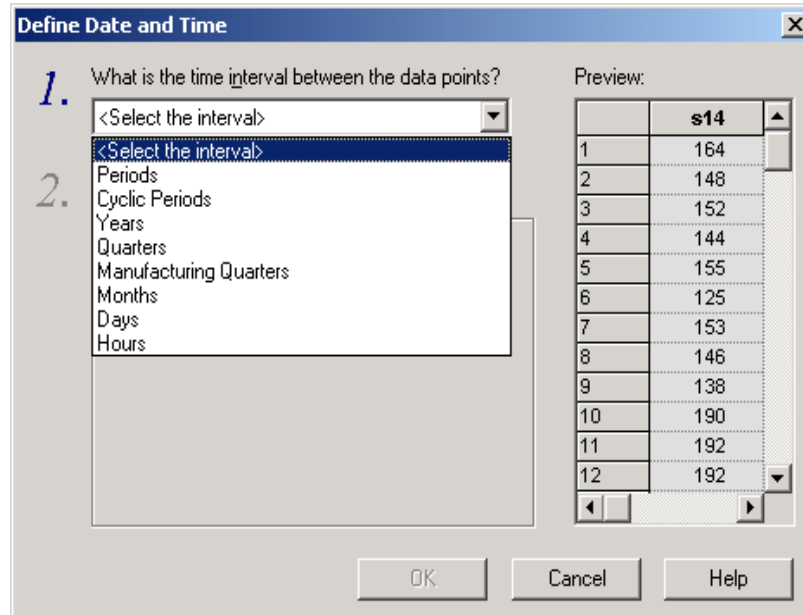 Define Date and Time
1.
What is the time interval between the data points?
<Select the interval>
<Select the interval>
Periods
Cyclic Periods
Years
Quarters
Manufacturing Quarters
Months
Days
Hours
2.
Preview:
s14
1 164
2 148
3 152
4 144
5 155
6 125
7 153
8 146
9 138
10 190
11 192
12 192
OK Cancel Help